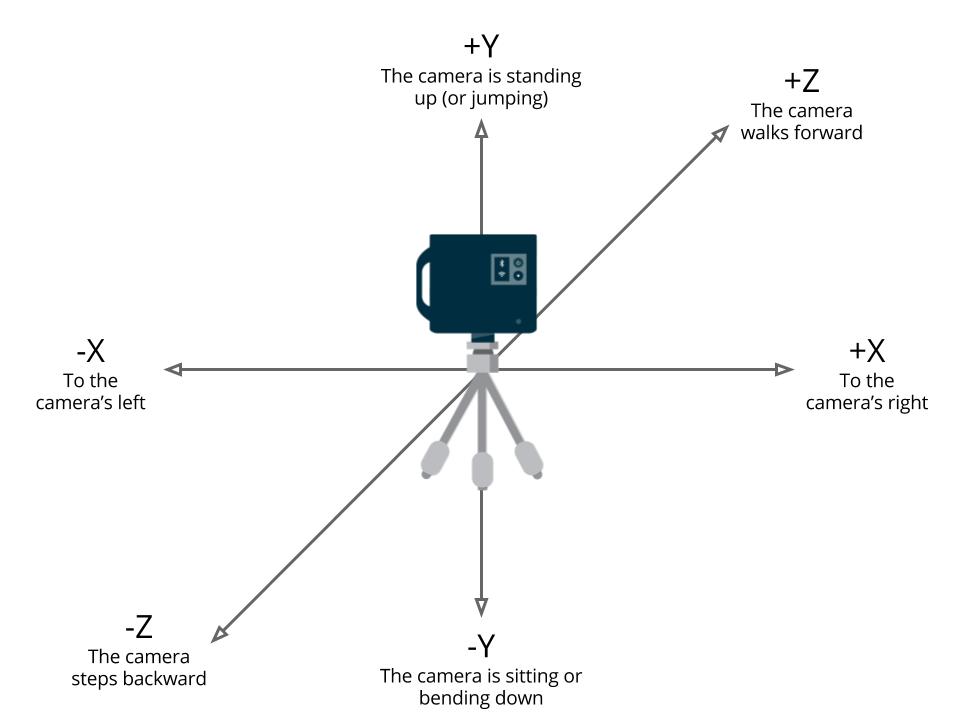 +Y
The camera is standing
up (or jumping)
+Z
The camera
walks forward
-X
To the
camera’s left
+X
To the
camera’s right
-Z
The camera
steps backward
-Y
The camera is sitting or
bending down